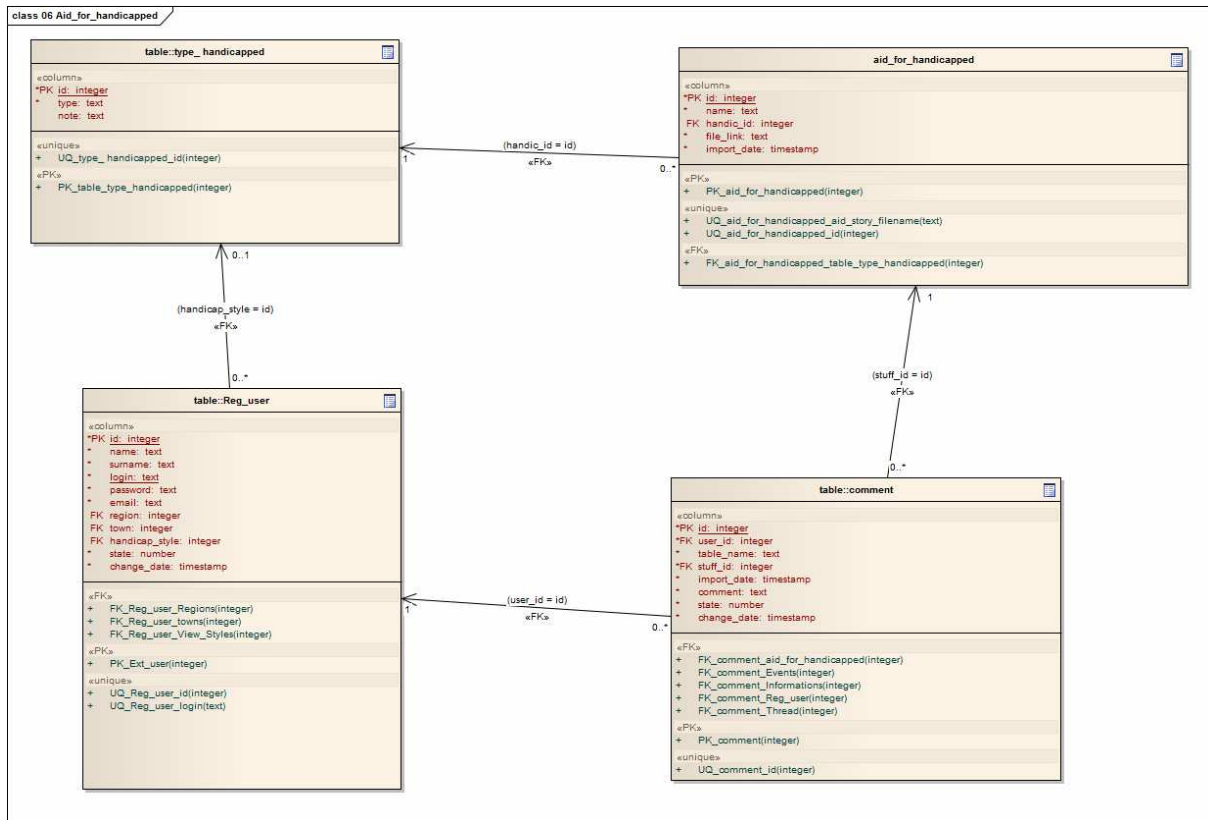 class 06 Aid_for_handicapped
table::type_ handicapped
«column»
*PK id: integer
* type: text
note: text
«unique»
+ UQ_type_ handicapped_id(integer)
«PK»
+ PK_table_type_handicapped(integer)
aid_for_handicapped
«column»
*PK id: integer
* name: text
FK handic_id: integer
* file_link: text
* import_date: timestamp
«PK»
+ PK_aid_for_handicapped(integer)
«unique»
+ UQ_aid_for_handicapped_aid_story_filename(text)
+ UQ_aid_for_handicapped_id(integer)
«FK»
+ FK_aid_for_handicapped_table_type_handicapped(integer)
(handic_id = id)
1
«FK»
0..*
0..1
(handicap_style = id)
«FK»
0..*
1
(stuff_id = id)
«FK»
0..*
table::Reg_user
«column»
*PK id: integer
* name: text
* surname: text
* login: text
* password: text
* email: text
FK region: integer
FK town: integer
FK handicap_style: integer
* state: number
* change_date: timestamp
«FK»
+ FK_Reg_user_Regions(integer)
+ FK_Reg_user_towns(integer)
+ FK_Reg_user_View_Styles(integer)
«PK»
+ PK_Ext_user(integer)
«unique»
+ UQ_Reg_user_id(integer)
+ UQ_Reg_user_login(text)
(user_id = id)
1
«FK»
0..*
table::comment
«column»
*PK id: integer
*FK user_id: integer
* table_name: text
*FK stuff_id: integer
* import_date: timestamp
* comment: text
* state: number
* change_date: timestamp
«FK»
+ FK_comment_aid_for_handicapped(integer)
+ FK_comment_Events(integer)
+ FK_comment_Informations(integer)
+ FK_comment_Reg_user(integer)
+ FK_comment_Thread(integer)
«PK»
+ PK_comment(integer)
«unique»
+ UQ_comment_id(integer)